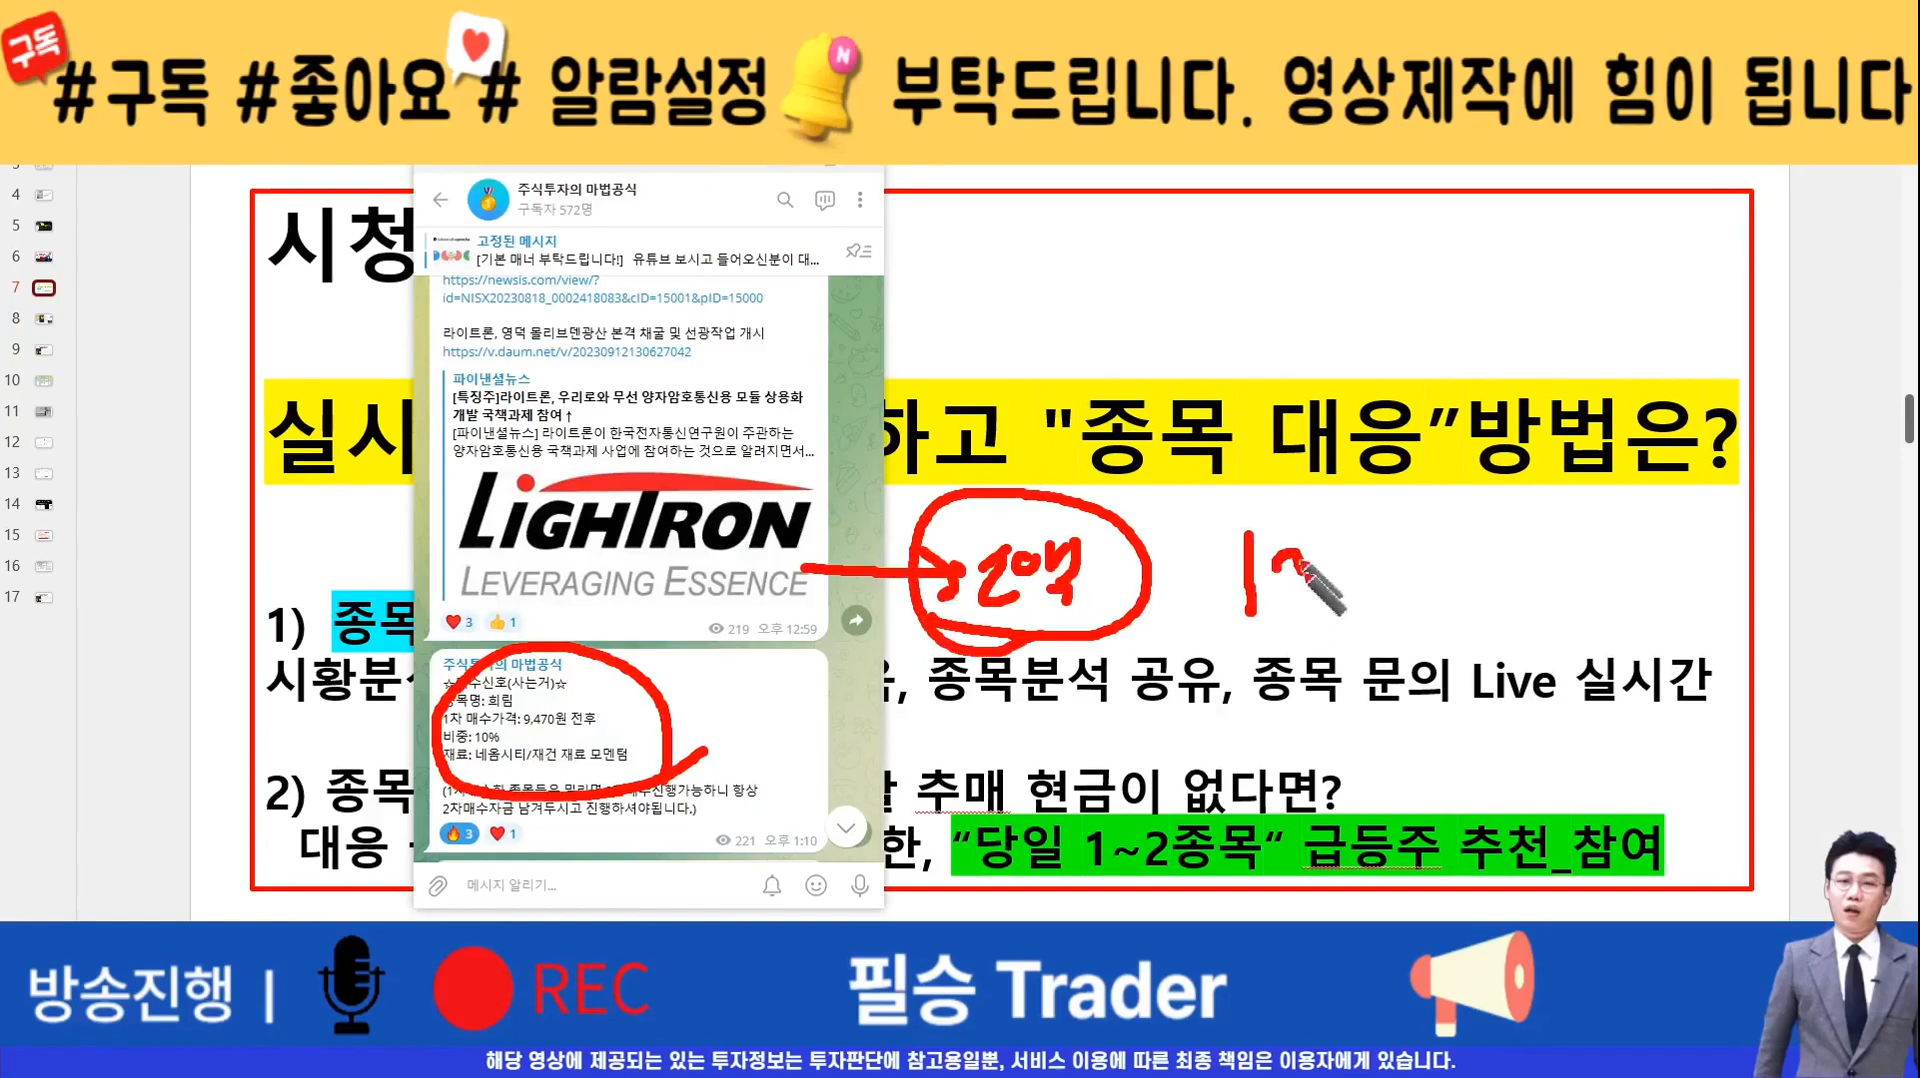 구독
#구독 #좋아요 # 알람설정 N 부탁드립니다. 영상제작에 힘이 됩니다
4
5
6
7
8
9
10
11
12
13
14
15
16
17
시청
실시 하고 "종목 대응”방법은?
1) 종목
시황분석 , 종목분석 공유, 종목 문의 Live 실시간
2) 종목 추매 현금이 없다면?
대응 한, “당일 1~2종목“ 급등주 추천_참여
주식투자의 마법공식
구독자 572명
고정된 메시지
[기본 매너 부탁드립니다!] 유튜브 보시고 들어오신분이 대...
https://newsis.com/view/?
id=NISX20230818_0002418083&cID=15001&pID=15000
라이트론, 영덕 몰리브덴광산 본격 채굴 및 선광작업 개시
https://v.daum.net/v/20230912130627042
파이낸셜뉴스
[특징주]라이트론, 우리로와 무선 양자암호통신용 모듈 상용화
개발 국책과제 참여↑
[파이낸셜뉴스] 라이트론이 한국전자통신연구원이 주관하는
양자암호통신용 국책과제 사업에 참여하는 것으로 알려지면서...
LIGHTRON
LEVERAGING ESSENCE
3 1
219 오후 12:59
주식투자의 마법공식
☆매수신호(사는거)☆
종목명: 희림
1차 매수가격: 9,470원 전후
비중: 10%
재료: 네옴시티/재건 재료 모멘텀
2차매수자금 남겨두시고 진행하셔야됩니다.)
3 1
221 오후 1:10
메시지 알리기...
방송진행 |
REC
필승 Trader
해당 영상에 제공되는 있는 투자정보는 투자판단에 참고용일뿐, 서비스 이용에 따른 최종 책임은 이용자에게 있습니다.